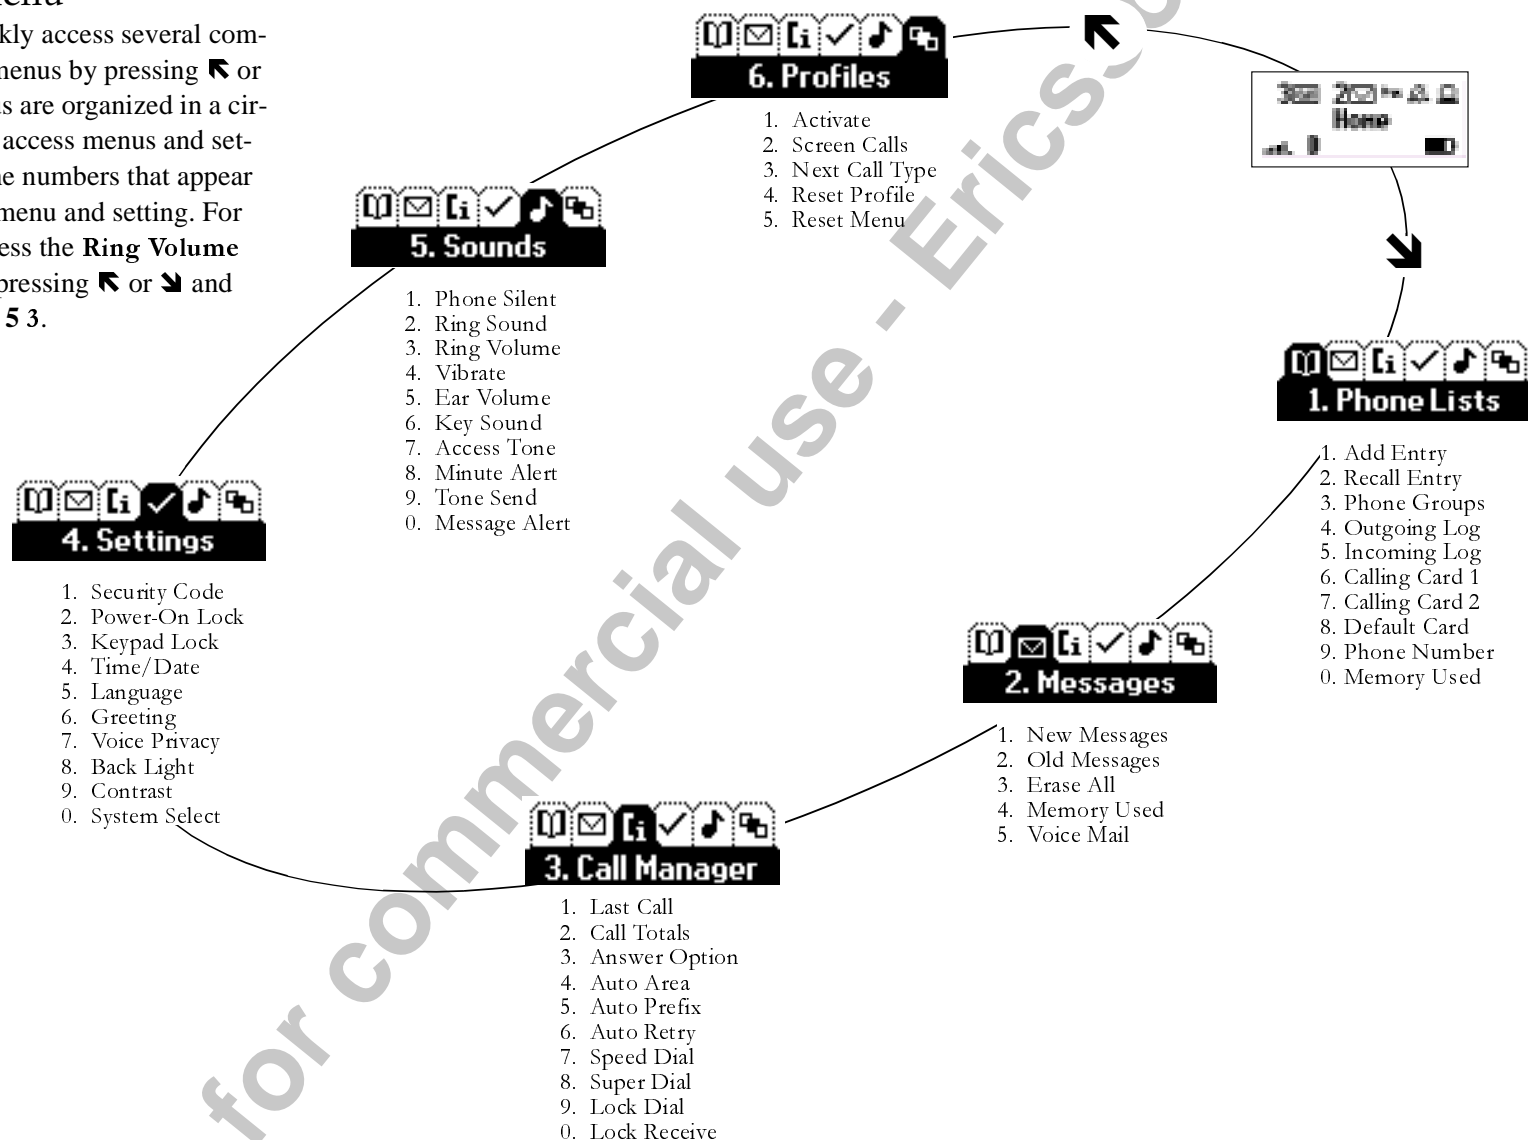 enu
kly access several com-
nenus by pressing or
us are organized in a cir-
access menus and set-
ne numbers that appear
menu and setting. For
ess the Ring Volume
pressing or and
5 3.
6. Profiles
1. Activate
2. Screen Calls
3. Next Call Type
4. Reset Profile
5. Reset Menu
3 2
Home
5. Sounds
1. Phone Silent
2. Ring Sound
3. Ring Volume
4. Vibrate
5. Ear Volume
6. Key Sound
7. Access Tone
8. Minute Alert
9. Tone Send
0. Message Alert
1. Phone Lists
1. Add Entry
2. Recall Entry
3. Phone Groups
4. Outgoing Log
5. Incoming Log
6. Calling Card 1
7. Calling Card 2
8. Default Card
9. Phone Number
0. Memory Used
4. Settings
1. Security Code
2. Power-On Lock
3. Keypad Lock
4. Time/Date
5. Language
6. Greeting
7. Voice Privacy
8. Back Light
9. Contrast
0. System Select
2. Messages
1. New Messages
2. Old Messages
3. Erase All
4. Memory Used
5. Voice Mail
3. Call Manager
1. Last Call
2. Call Totals
3. Answer Option
4. Auto Area
5. Auto Prefix
6. Auto Retry
7. Speed Dial
8. Super Dial
9. Lock Dial
0. Lock Receive
for commercial use - Erics